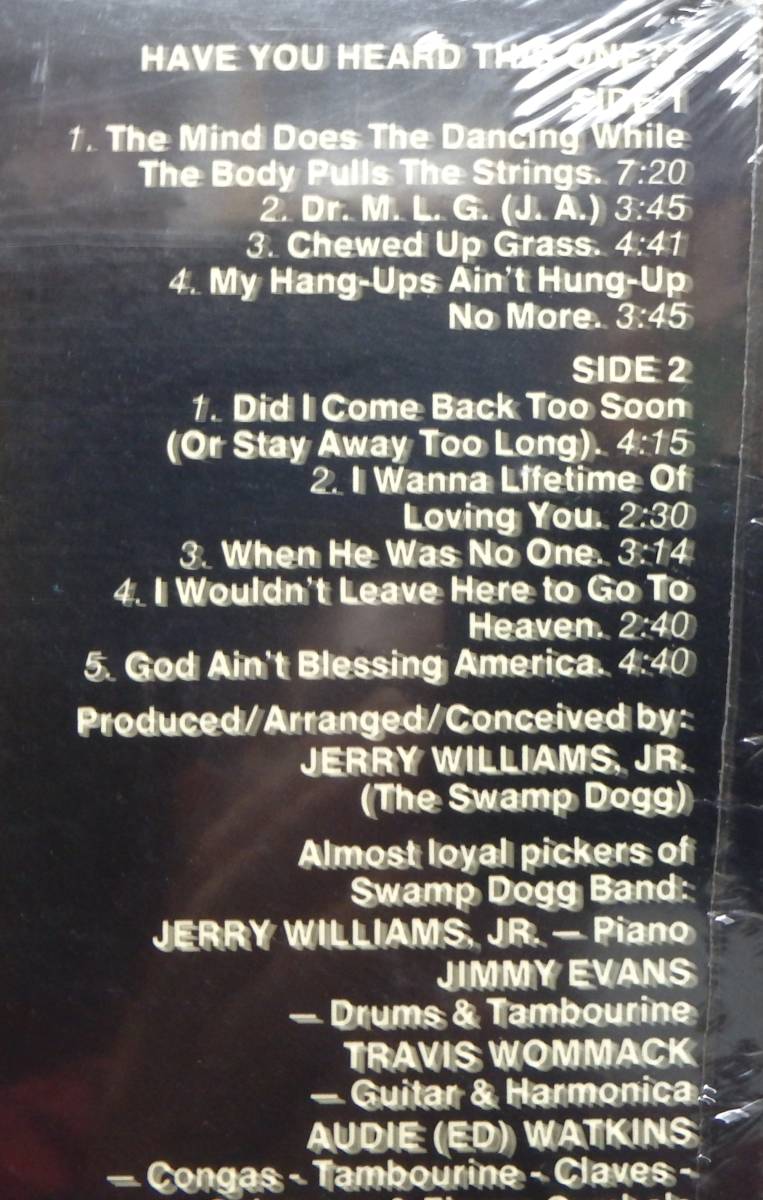 HAVE YOU HEARD THIS ONE??
SIDE 1
1. The Mind Does The Dancing While
The Body Pulls The Strings. 7:20
2. Dr. M. L. G. (J. A.) 3:45
3. Chewed Up Grass. 4:41
4. My Hang-Ups Ain't Hung-Up
No More. 3:45
SIDE 2
1. Did I Come Back Too Soon
(Or Stay Away Too Long). 4:15
2. I Wanna Lifetime Of
Loving You. 2:30
3. When He Was No One. 3:14
4. I Wouldn't Leave Here to Go To
Heaven. 2:40
5. God Ain't Blessing America. 4:40
Produced/Arranged/Conceived by:
JERRY WILLIAMS, JR.
(The Swamp Dogg)
Almost loyal pickers of
Swamp Dogg Band:
JERRY WILLIAMS, JR. — Piano
JIMMY EVANS
— Drums & Tambourine
TRAVIS WOMMACK
— Guitar & Harmonica
AUDIE (ED) WATKINS
— Congas - Tambourine - Claves -